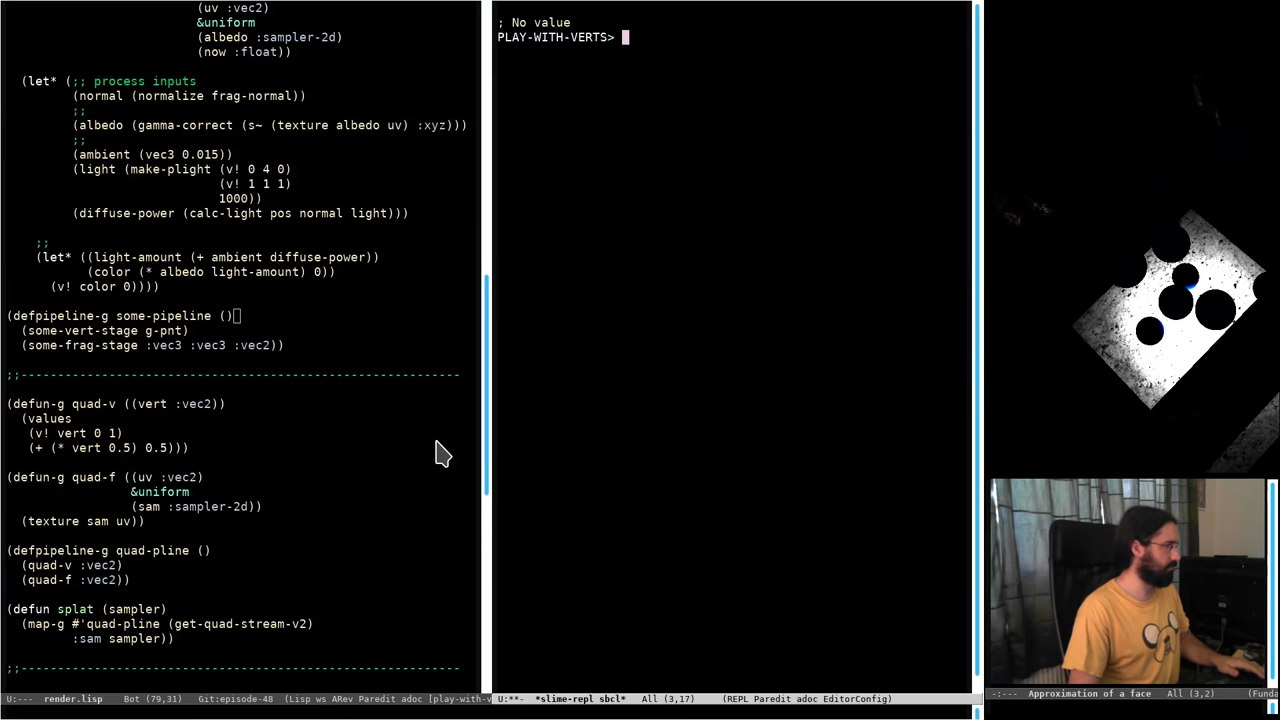 (uv :vec2)
&uniform
(albedo :sampler-2d)
(now :float))
(let* (;; process inputs
(normal (normalize frag-normal))
;;
(albedo (gamma-correct (s~ (texture albedo uv) :xyz)))
;;
(ambient (vec3 0.015))
(light (make-plight (v! 0 4 0)
(v! 1 1 1)
1000))
(diffuse-power (calc-light pos normal light)))
;;
(let* ((light-amount (+ ambient diffuse-power))
(color (* albedo light-amount) 0))
(v! color 0))))
(defpipeline-g some-pipeline ()
(some-vert-stage g-pnt)
(some-frag-stage :vec3 :vec3 :vec2))
;;------------------------------------------------------------
(defun-g quad-v ((vert :vec2))
(values
(v! vert 0 1)
(+ (* vert 0.5) 0.5)))
(defun-g quad-f ((uv :vec2)
&uniform
(sam :sampler-2d))
(texture sam uv))
(defpipeline-g quad-pline ()
(quad-v :vec2)
(quad-f :vec2))
(defun splat (sampler)
(map-g #'quad-pline (get-quad-stream-v2)
:sam sampler))
;;------------------------------------------------------------
U:--- render.lisp Bot (79,31) Git:episode-48 (Lisp ws ARev Paredit adoc [play-with-v
; No value
PLAY-WITH-VERTS>
U:**- *slime-repl sbcl* All (3,17) (REPL Paredit adoc EditorConfig)
-:--- Approximation of a face All (3,2) (Funda